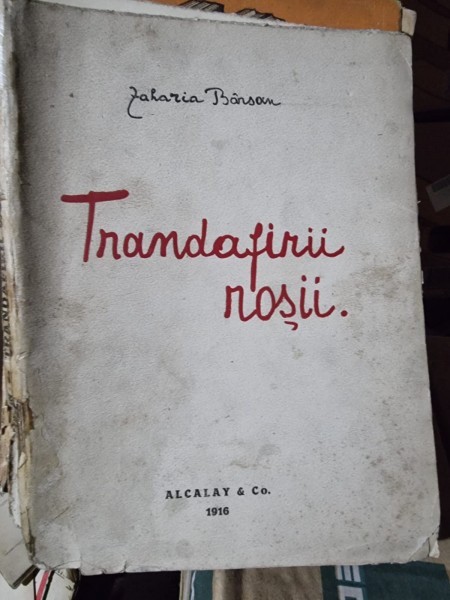 Zaharia Bârsan
Trandafirii
roșii.
ALCALAY & Co.
1916